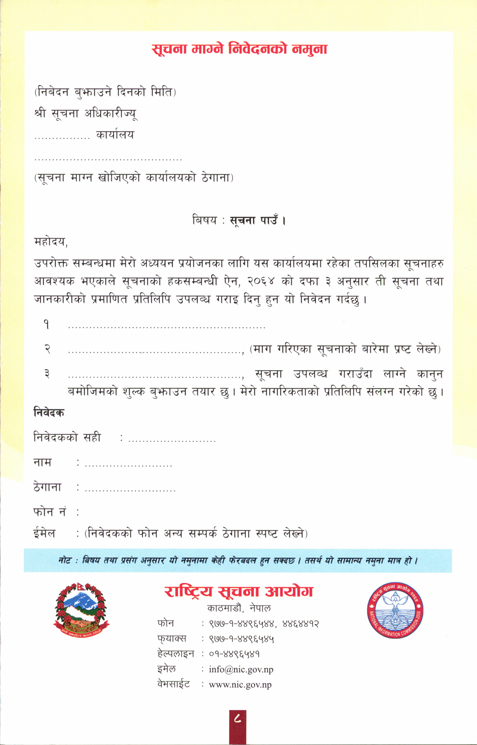 सूचना माग्ने निवेदनको नमुना
(निवेदन बुझाउने दिनको मिति)
श्री सूचना अधिकारीज्यू
................ कार्यालय
..........................................
(सूचना माग्न खोजिएको कार्यालयको ठेगाना)
बिषय : सूचना पाउँ ।
महोदय,
उपरोक्त सम्बन्धमा मेरो अध्ययन प्रयोजनका लागि यस कार्यालयमा रहेका तपसिलका सूचनाहरु
आवश्यक भएकाले सूचनाको हकसम्बन्धी ऐन, २०६४ को दफा ३ अनुसार ती सूचना तथा
जानकारीको प्रमाणित प्रतिलिपि उपलब्ध गराइ दिनु हुन यो निवेदन गर्दछु ।
१ ........................................................
२ ................................................., (माग गरिएका सूचनाको बारेमा प्रष्ट लेख्ने)
३ ................................................., सूचना उपलब्ध गराउँदा लाग्ने कानुन
बमोजिमको शुल्क बुझाउन तयार छु । मेरो नागरिकताको प्रतिलिपि संलग्न गरेको छु ।
निवेदक
निवेदकको सही : .........................
नाम : .........................
ठेगाना : ..........................
फोन नं :
ईमेल : (निवेदकको फोन अन्य सम्पर्क ठेगाना स्पष्ट लेख्ने)
नोट : बिषय तथा प्रसंग अनुसार यो नमुनामा केही फेरबदल हुन सक्दछ । तसर्थ यो सामान्य नमुना मात्र हो ।
राष्ट्रिय सूचना आयोग
काठमाडौं, नेपाल
फोन : ९७७-१-४४९६५४४, ४४६४४१२
फ्याक्स : ९७७-१-४४९६५४५
हेल्पलाइन : ०१-४४९६५४१
इमेल : info@nic.gov.np
वेभसाईट : www.nic.gov.np
८